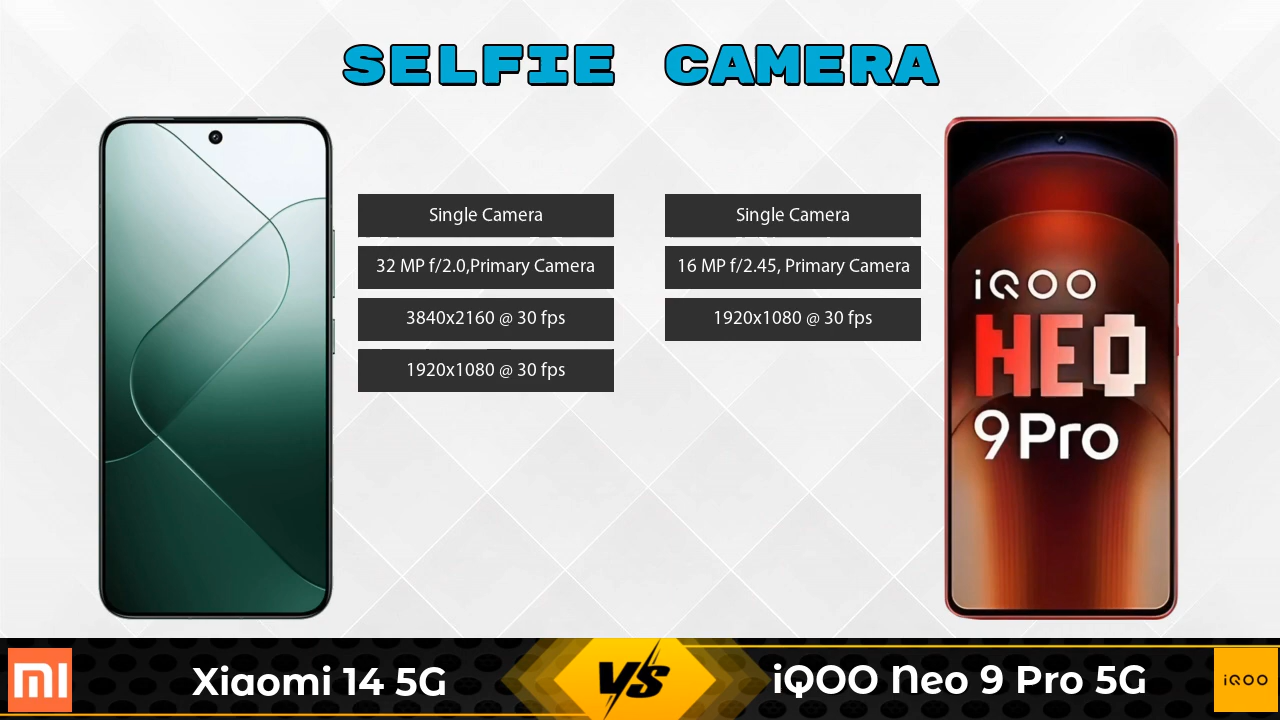 SELFIE CAMERA
Single Camera
32 MP f/2.0,Primary Camera
3840x2160 @ 30 fps
1920x1080 @ 30 fps
Single Camera
16 MP f/2.45, Primary Camera
1920x1080 @ 30 fps
iQOO
NEO
9Pro
mi
Xiaomi 14 5G
VS
iQOO Neo 9 Pro 5G
iQOO